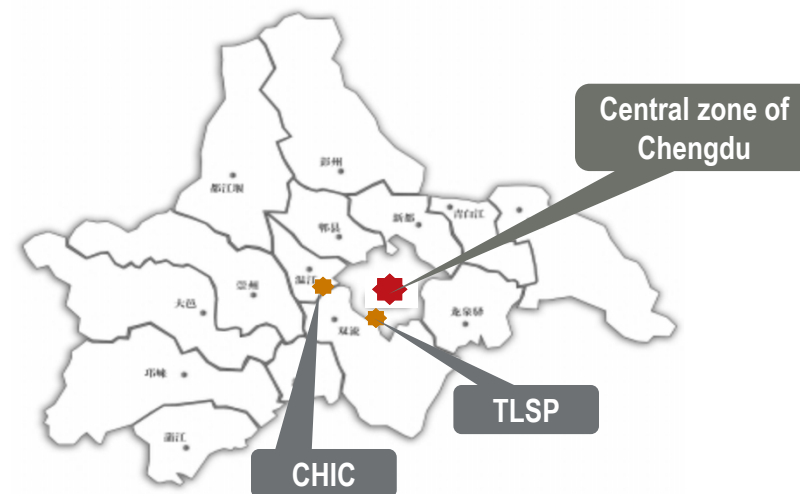 Central zone of
Chengdu
彭州
都江堰
郫县
新都
青白江
温江
崇州
大邑
双流
龙泉驿
邛崃
蒲江
TLSP
CHIC